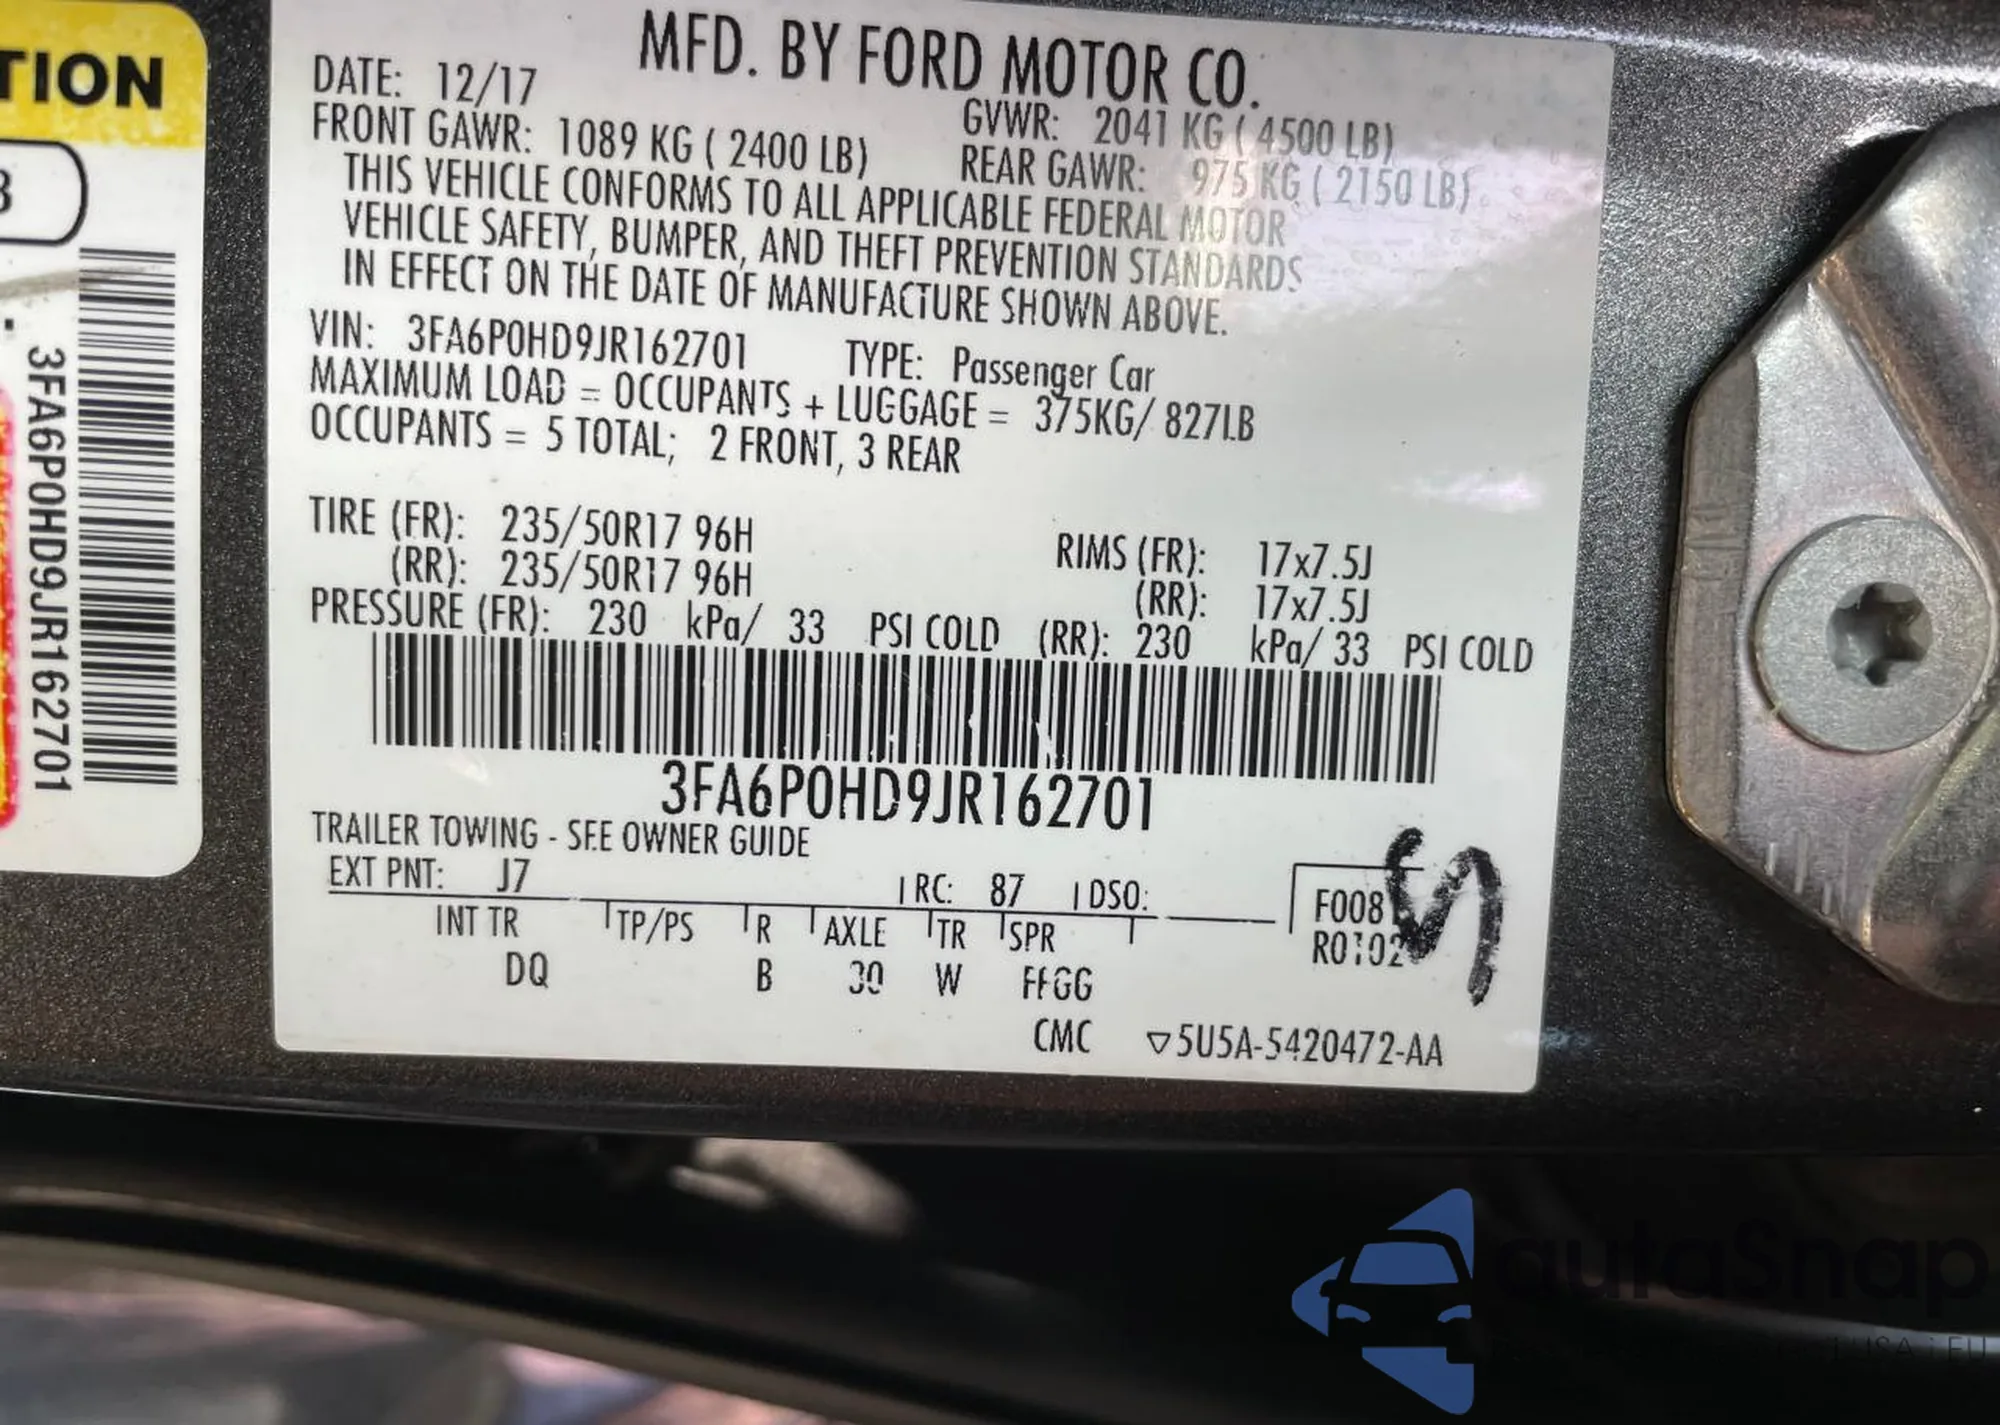 TION
3
3FA6P0HD9JR162701
MFD. BY FORD MOTOR CO.
DATE: 12/17
GVWR: 2041 KG ( 4500 LB)
FRONT GAWR: 1089 KG ( 2400 LB)
REAR GAWR: 975 KG ( 2150 LB)
THIS VEHICLE CONFORMS TO ALL APPLICABLE FEDERAL MOTOR
VEHICLE SAFETY, BUMPER, AND THEFT PREVENTION STANDARDS
IN EFFECT ON THE DATE OF MANUFACTURE SHOWN ABOVE.
VIN: 3FA6P0HD9JR162701 TYPE: Passenger Car
MAXIMUM LOAD = OCCUPANTS + LUGGAGE = 375KG/ 827LB
OCCUPANTS = 5 TOTAL; 2 FRONT, 3 REAR
TIRE (FR): 235/50R17 96H RIMS (FR): 17x7.5J
(RR): 235/50R17 96H (RR): 17x7.5J
PRESSURE (FR): 230 kPa/ 33 PSI COLD (RR): 230 kPa/ 33 PSI COLD
3FA6P0HD9JR162701
TRAILER TOWING - SEE OWNER GUIDE
EXT PNT: J7 RC: 87 DSO:
INT TR TP/PS R AXLE TR SPR
DQ B 30 W FFGG
F008
CMC ▽5U5A-5420472-AA
autoSnap
USA | EU